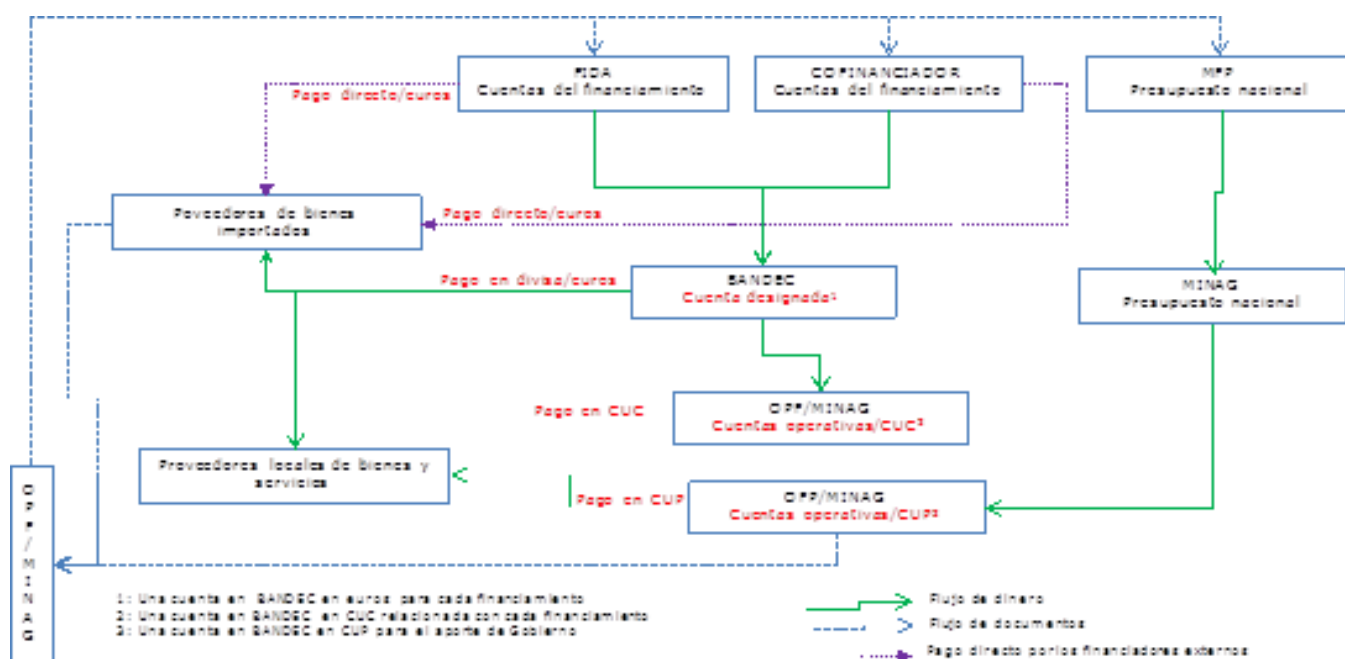 FIDA
Cuentas del financiamiento
COFINANCIADOR
Cuentas del financiamiento
MFP
Presupuesto nacional
Pago directo/euros
Poveedores de bienes
importados
Pago directo/euros
Pago en divisa/euros
BANDEC
Cuenta designada¹
MINAG
Presupuesto nacional
Pago en CUC
OPF/MINAG
Cuentas operativas/CUC²
Proveedores locales de bienes y
servicios
Pago en CUP
OPP/MINAG
Cuentas operativas/CUP³
O
P
P
/
M
I
N
A
G
1: Una cuenta en BANDEC en euros para cada financiamiento
2: Una cuenta en BANDEC en CUC relacionada con cada financiamiento
3: Una cuenta en BANDEC en CUP para el aporte de Gobierno
Flujo de dinero
Flujo de documentos
Pago directo por los financiadores externos